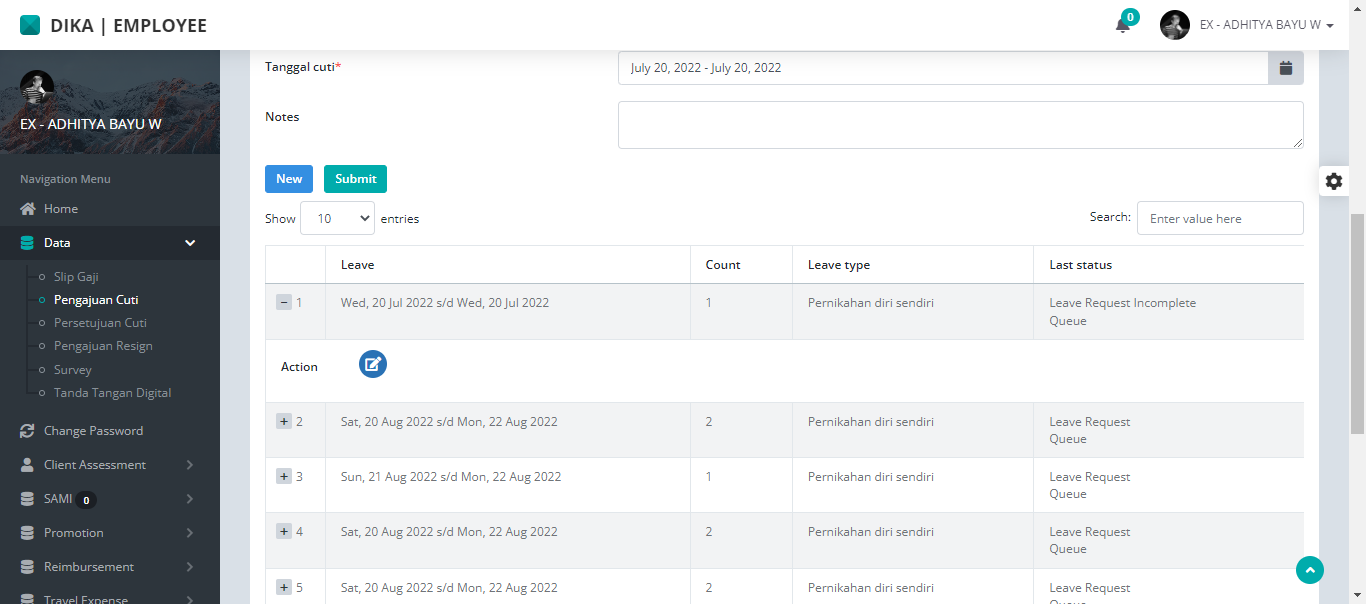 DIKA | EMPLOYEE
0
EX - ADHITYA BAYU W
EX - ADHITYA BAYU W
Navigation Menu
Home
Data
Slip Gaji
Pengajuan Cuti
Persetujuan Cuti
Pengajuan Resign
Survey
Tanda Tangan Digital
Change Password
Client Assessment
SAMI 0
Promotion
Reimbursement
Travel Expense
Tanggal cuti*
July 20, 2022 - July 20, 2022
Notes
New Submit
Show 10 entries
Search: Enter value here
Leave Count Leave type Last status
1 Wed, 20 Jul 2022 s/d Wed, 20 Jul 2022 1 Pernikahan diri sendiri Leave Request Incomplete
Queue
Action
2 Sat, 20 Aug 2022 s/d Mon, 22 Aug 2022 2 Pernikahan diri sendiri Leave Request
Queue
3 Sun, 21 Aug 2022 s/d Mon, 22 Aug 2022 1 Pernikahan diri sendiri Leave Request
Queue
4 Sat, 20 Aug 2022 s/d Mon, 22 Aug 2022 2 Pernikahan diri sendiri Leave Request
Queue
5 Sat, 20 Aug 2022 s/d Mon, 22 Aug 2022 2 Pernikahan diri sendiri Leave Request
Queue